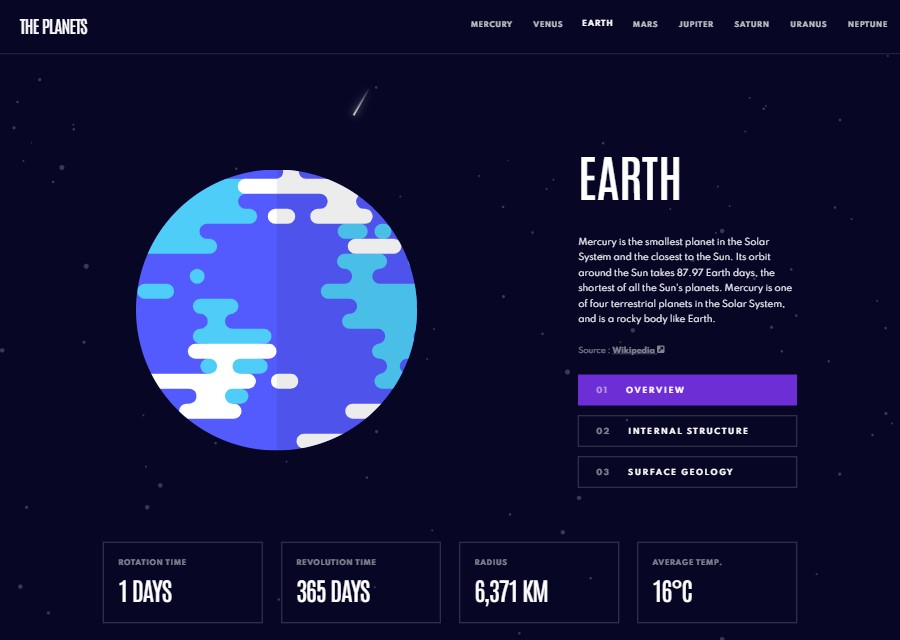 THE PLANETS
MERCURY VENUS EARTH MARS JUPITER SATURN URANUS NEPTUNE
EARTH
Mercury is the smallest planet in the Solar
System and the closest to the Sun. Its orbit
around the Sun takes 87.97 Earth days, the
shortest of all the Sun's planets. Mercury is one
of four terrestrial planets in the Solar System,
and is a rocky body like Earth.
Source : Wikipedia
01 OVERVIEW
02 INTERNAL STRUCTURE
03 SURFACE GEOLOGY
ROTATION TIME
1 DAYS
REVOLUTION TIME
365 DAYS
RADIUS
6,371 KM
AVERAGE TEMP.
16°C